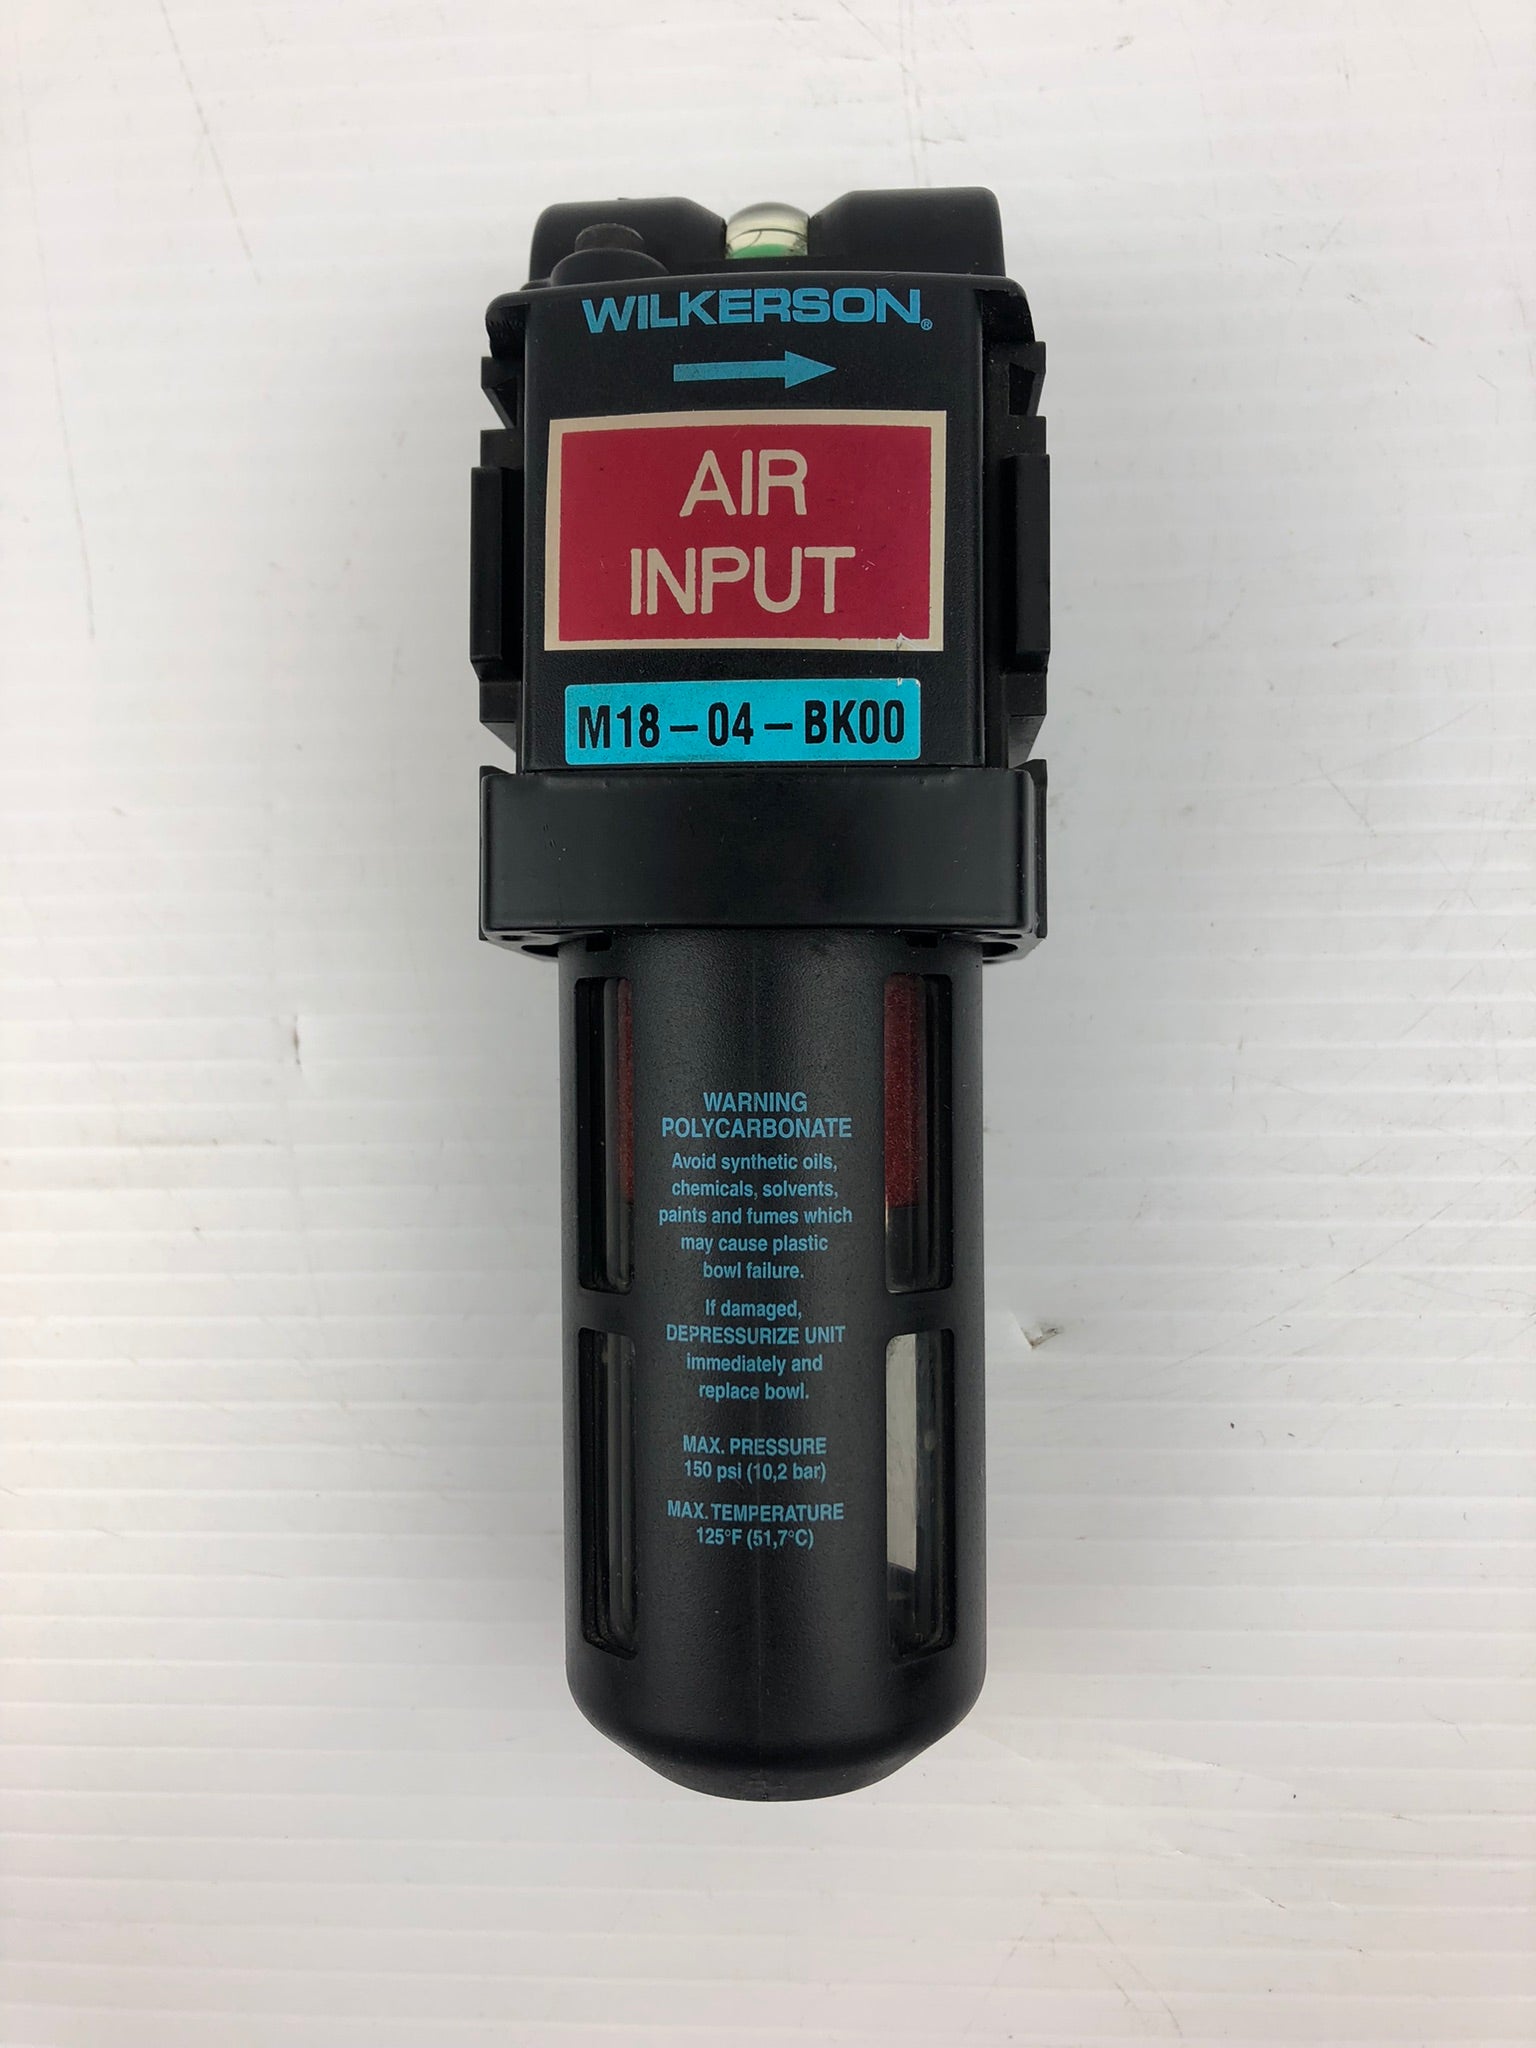 WILKERSON®
AIR
INPUT
M18-04-BK00
WARNING
POLYCARBONATE
Avoid synthetic oils,
chemicals, solvents,
paints and fumes which
may cause plastic
bowl failure.
If damaged,
DEPRESSURIZE UNIT
immediately and
replace bowl.
MAX. PRESSURE
150 psi (10,2 bar)
MAX. TEMPERATURE
125°F (51,7°C)